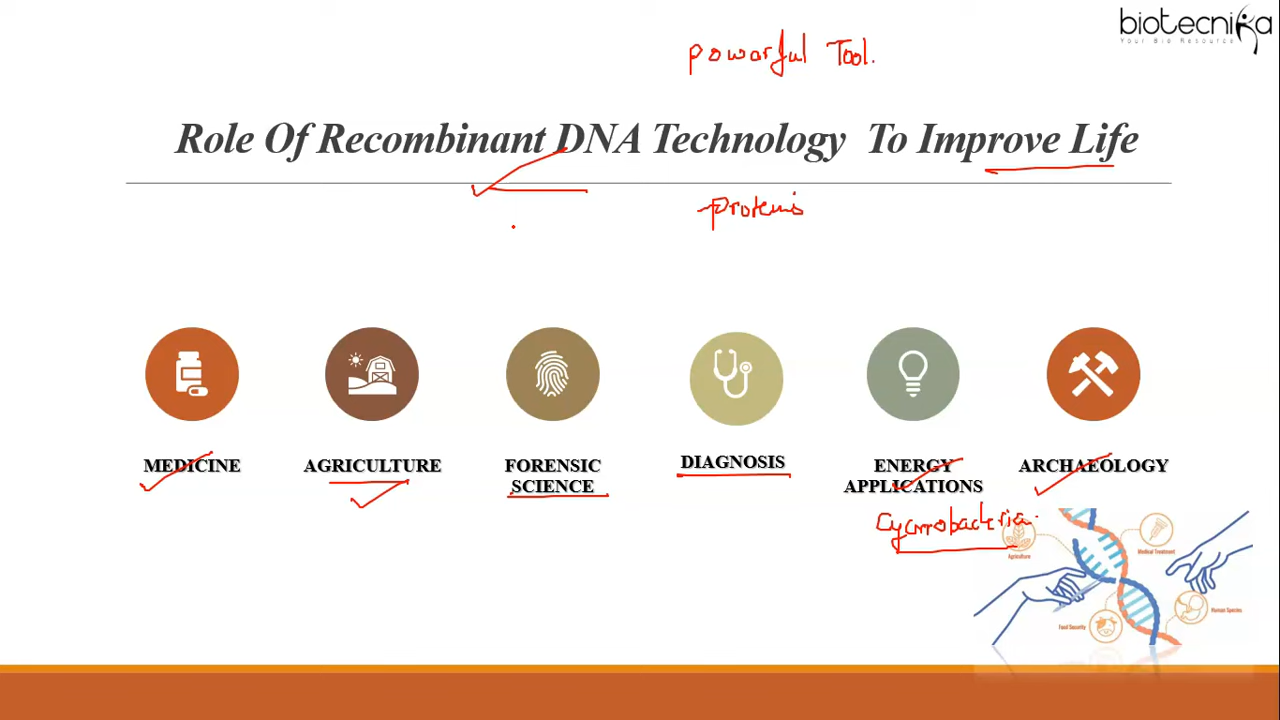 biotecnika
Your Bio Resource
powarful Tool.
Role Of Recombinant DNA Technology To Improve Life
proteins
MEDICINE
AGRICULTURE
FORENSIC
SCIENCE
DIAGNOSIS
ENERGY
APPLICATIONS
ARCHAEOLOGY
Cyanobacteria.
Agriculture
Medical Treatment
Human Species
Food Security